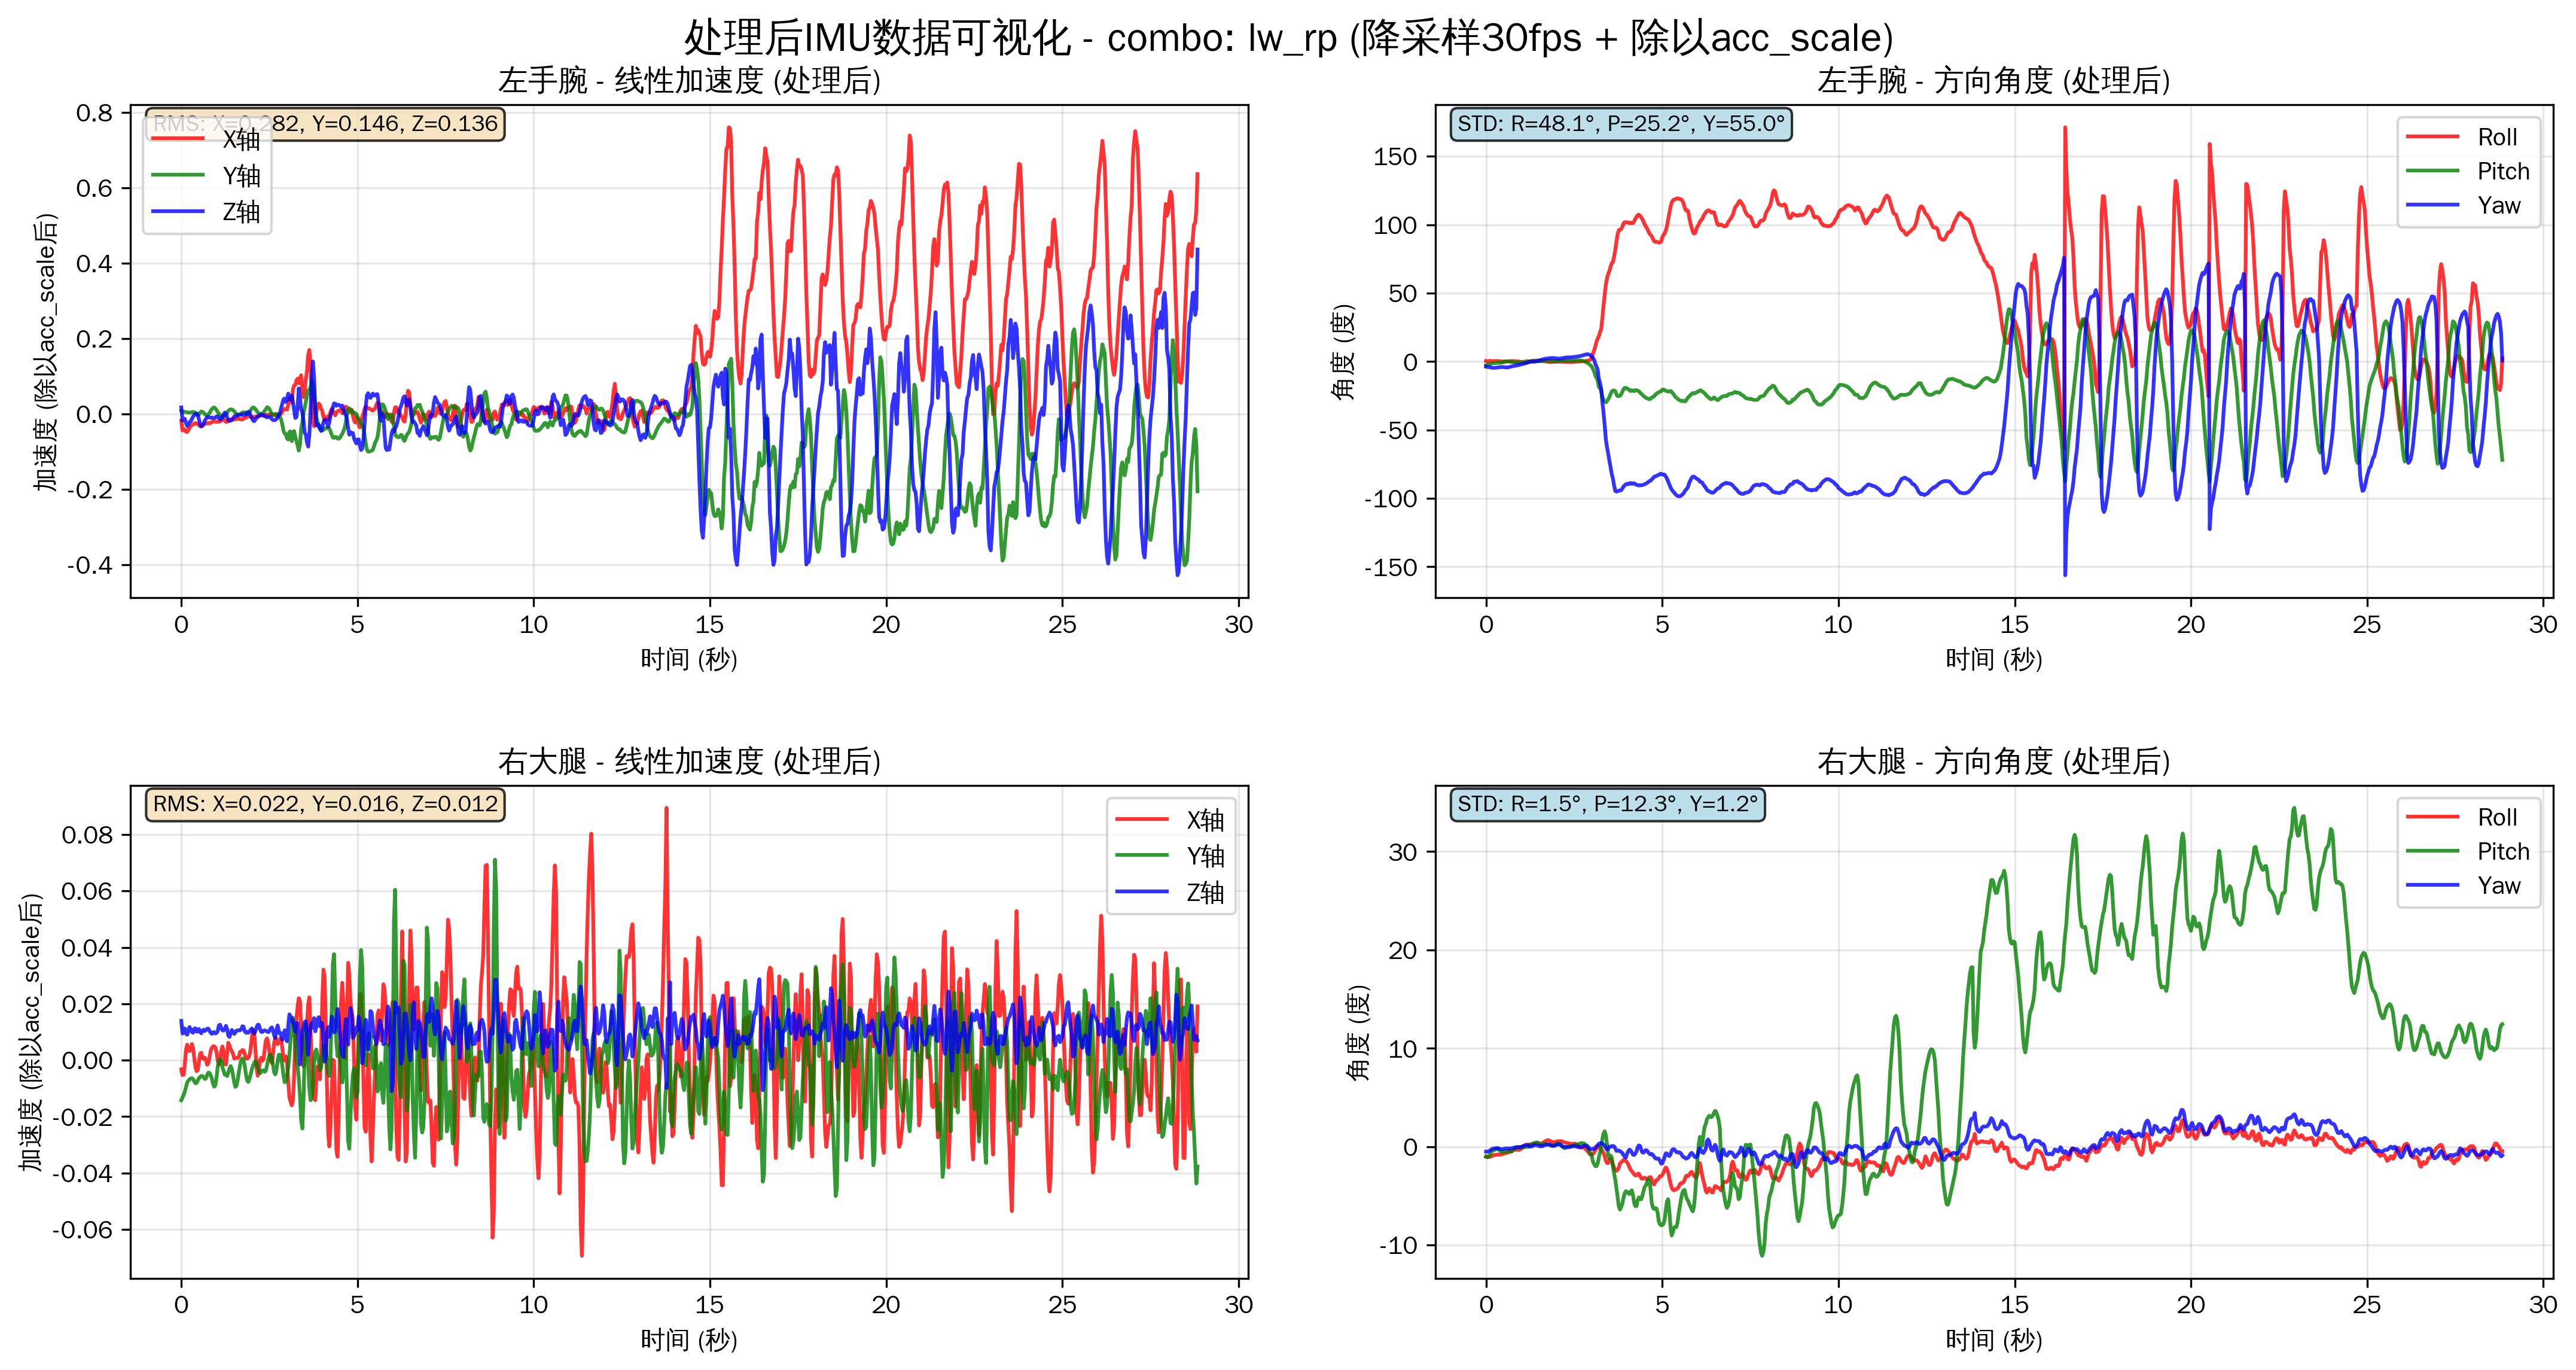 处理后IMU数据可视化 - combo: lw_rp (降采样30fps + 除以acc_scale)
左手腕 - 线性加速度 (处理后)
RMS: X=0.282, Y=0.146, Z=0.136
X轴
Y轴
Z轴
加速度 (除以acc_scale后)
0.8
0.6
0.4
0.2
0.0
-0.2
-0.4
0 5 10 15 20 25 30
时间 (秒)
左手腕 - 方向角度 (处理后)
STD: R=48.1°, P=25.2°, Y=55.0°
Roll
Pitch
Yaw
角度 (度)
150
100
50
0
-50
-100
-150
0 5 10 15 20 25 30
时间 (秒)
右大腿 - 线性加速度 (处理后)
RMS: X=0.022, Y=0.016, Z=0.012
X轴
Y轴
Z轴
加速度 (除以acc_scale后)
0.08
0.06
0.04
0.02
0.00
-0.02
-0.04
-0.06
0 5 10 15 20 25 30
时间 (秒)
右大腿 - 方向角度 (处理后)
STD: R=1.5°, P=12.3°, Y=1.2°
Roll
Pitch
Yaw
角度 (度)
30
20
10
0
-10
0 5 10 15 20 25 30
时间 (秒)